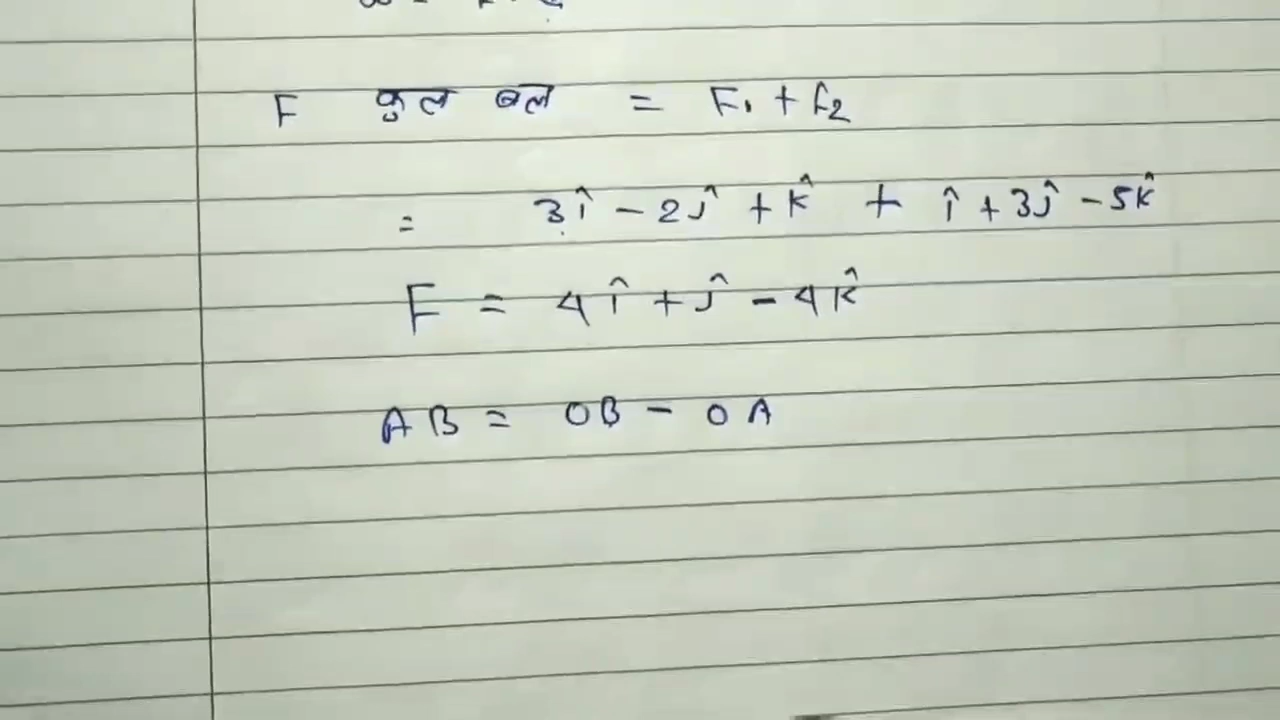 F कुल बल = F₁ + F₂
= 3î - 2ĵ + k̂ + î + 3ĵ - 5k̂
F = 4î + ĵ - 4k̂
AB = OB - OA